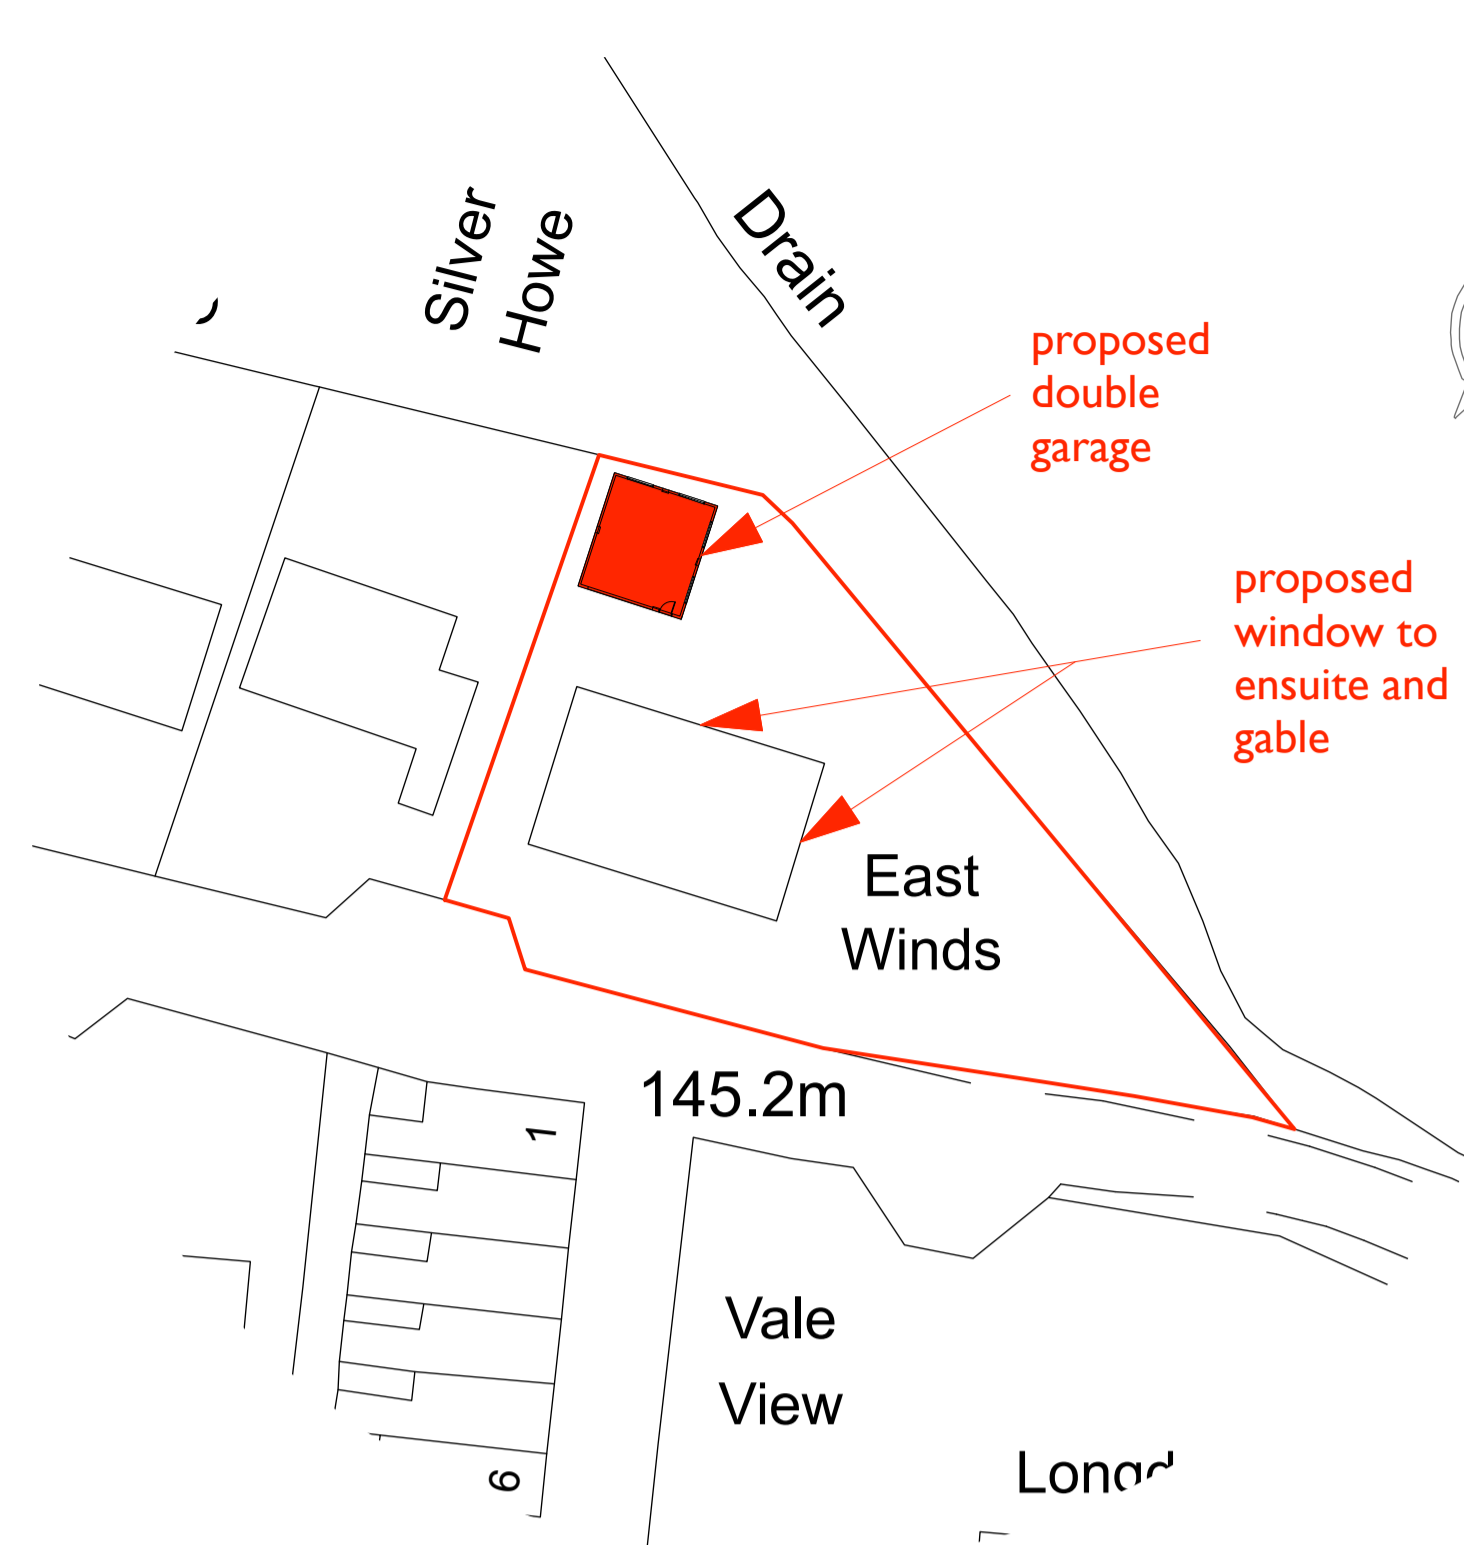 Silver
Howe
Drain
proposed
double
garage
proposed
window to
ensuite and
gable
East
Winds
145.2m
1
Vale
View
6